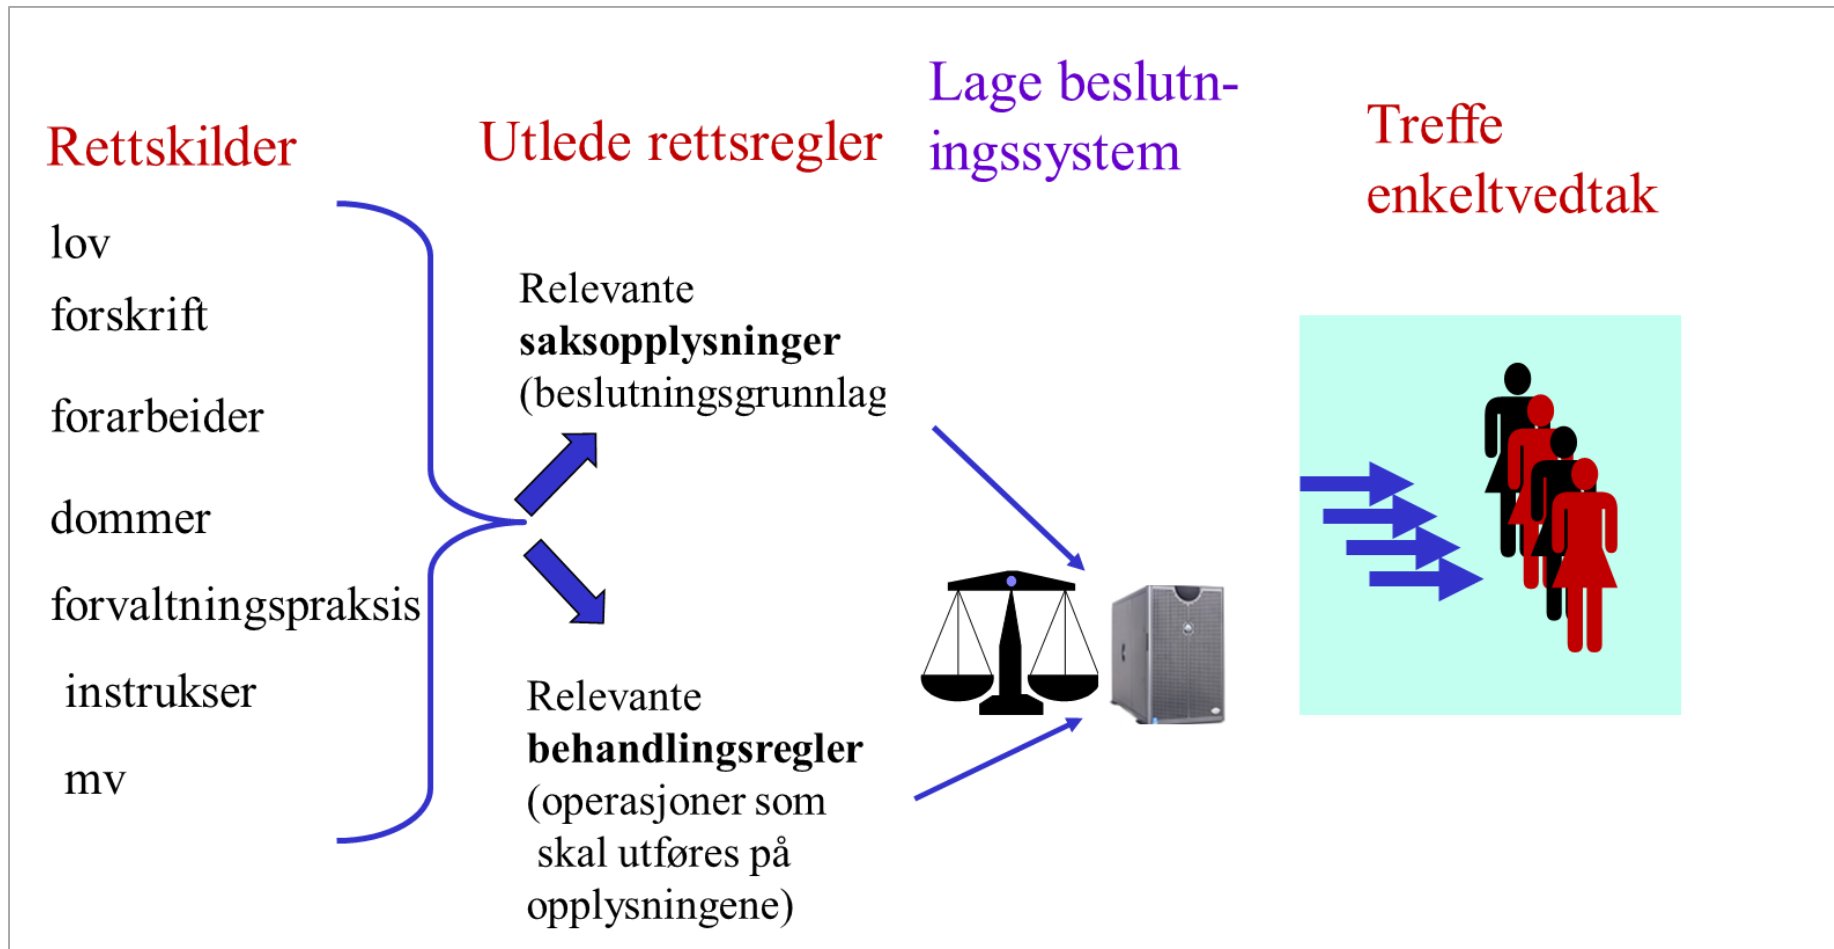 Rettskilder
lov
forskrift
forarbeider
dommer
forvaltningspraksis
instrukser
mv
Utlede rettsregler
Relevante
saksopplysninger
(beslutningsgrunnlag
Relevante
behandlingsregler
(operasjoner som
skal utføres på
opplysningene)
Lage beslutn-
ingssystem
Treffe
enkeltvedtak